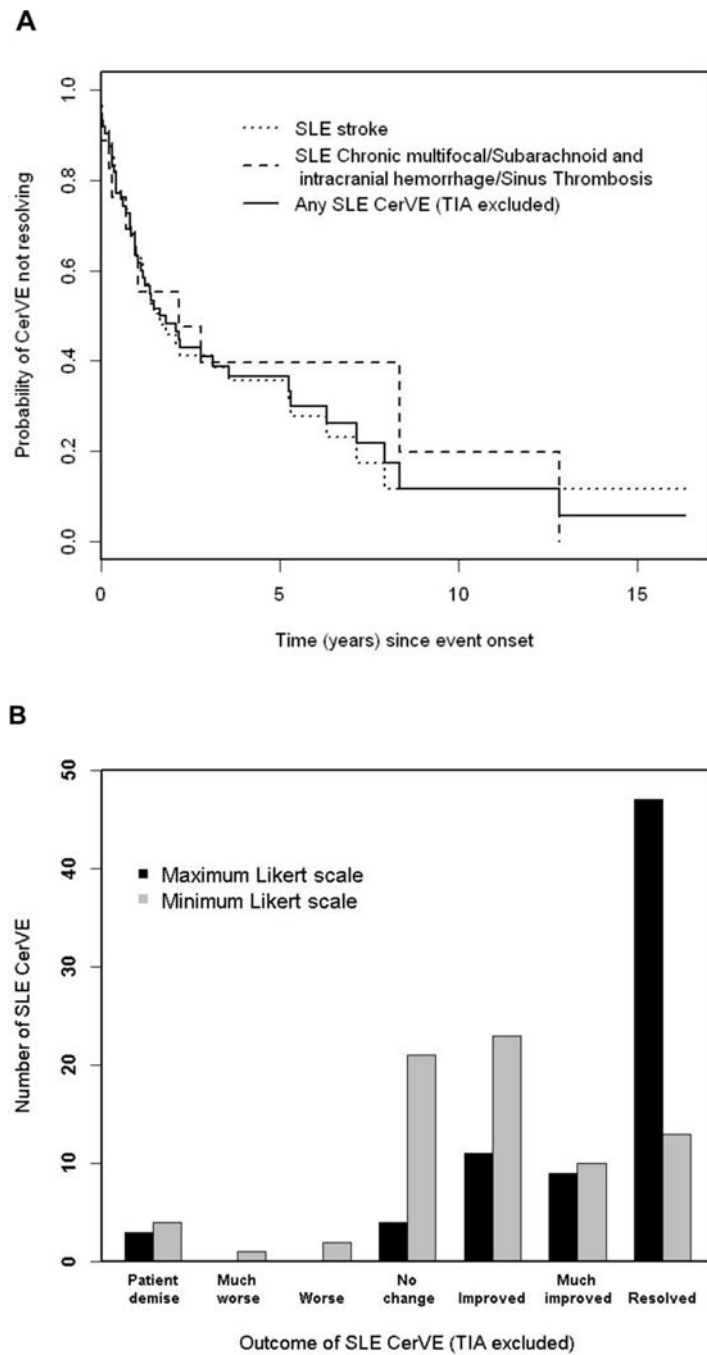 A
1.0
0.8
0.6
0.4
0.2
0.0
Probability of CerVE not resolving
SLE stroke
SLE Chronic multifocal/Subarachnoid and
intracranial hemorrhage/Sinus Thrombosis
Any SLE CerVE (TIA excluded)
0 5 10 15
Time (years) since event onset
B
50
40
30
20
10
0
Number of SLE CerVE
Maximum Likert scale
Minimum Likert scale
Patient Much Worse No Improved Much Resolved
demise worse change improved
Outcome of SLE CerVE (TIA excluded)